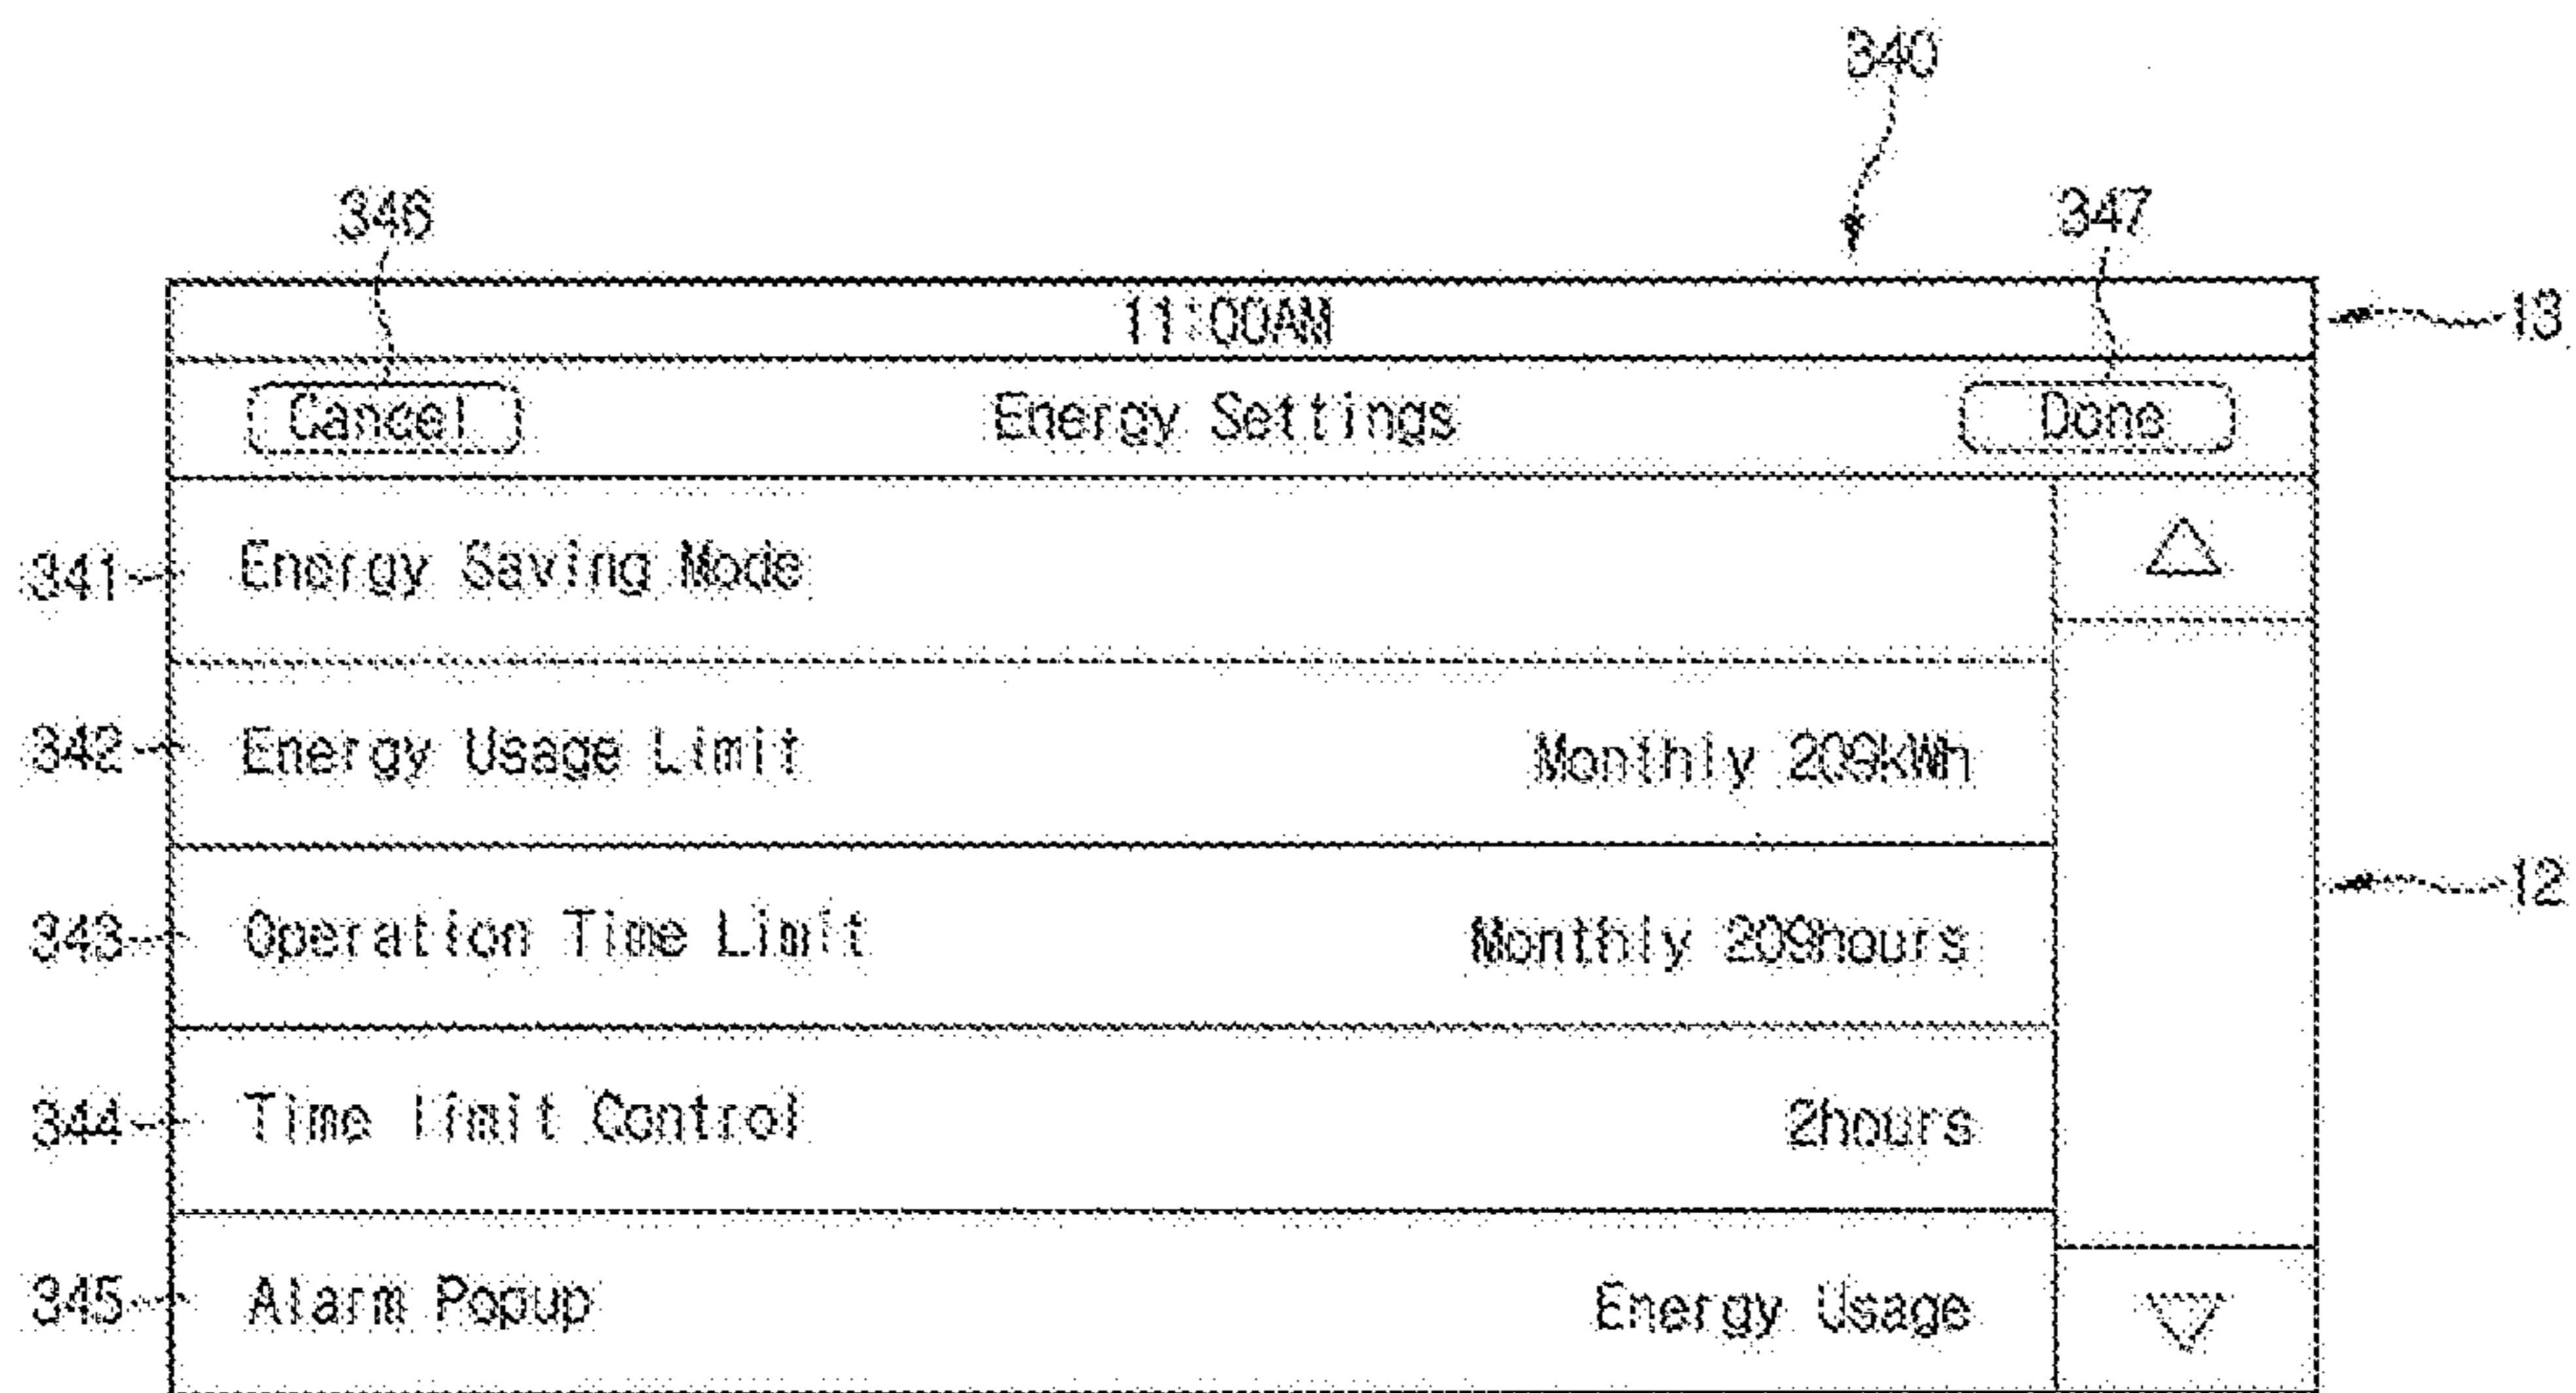 340
346
347
11:00AM
13
Cancel
Energy Settings
Done
341
Energy Saving Mode
342
Energy Usage Limit
Monthly 209kWh
12
343
Operation Time Limit
Monthly 209hours
344
Time limit Control
2hours
345
Alarm Popup
Energy Usage